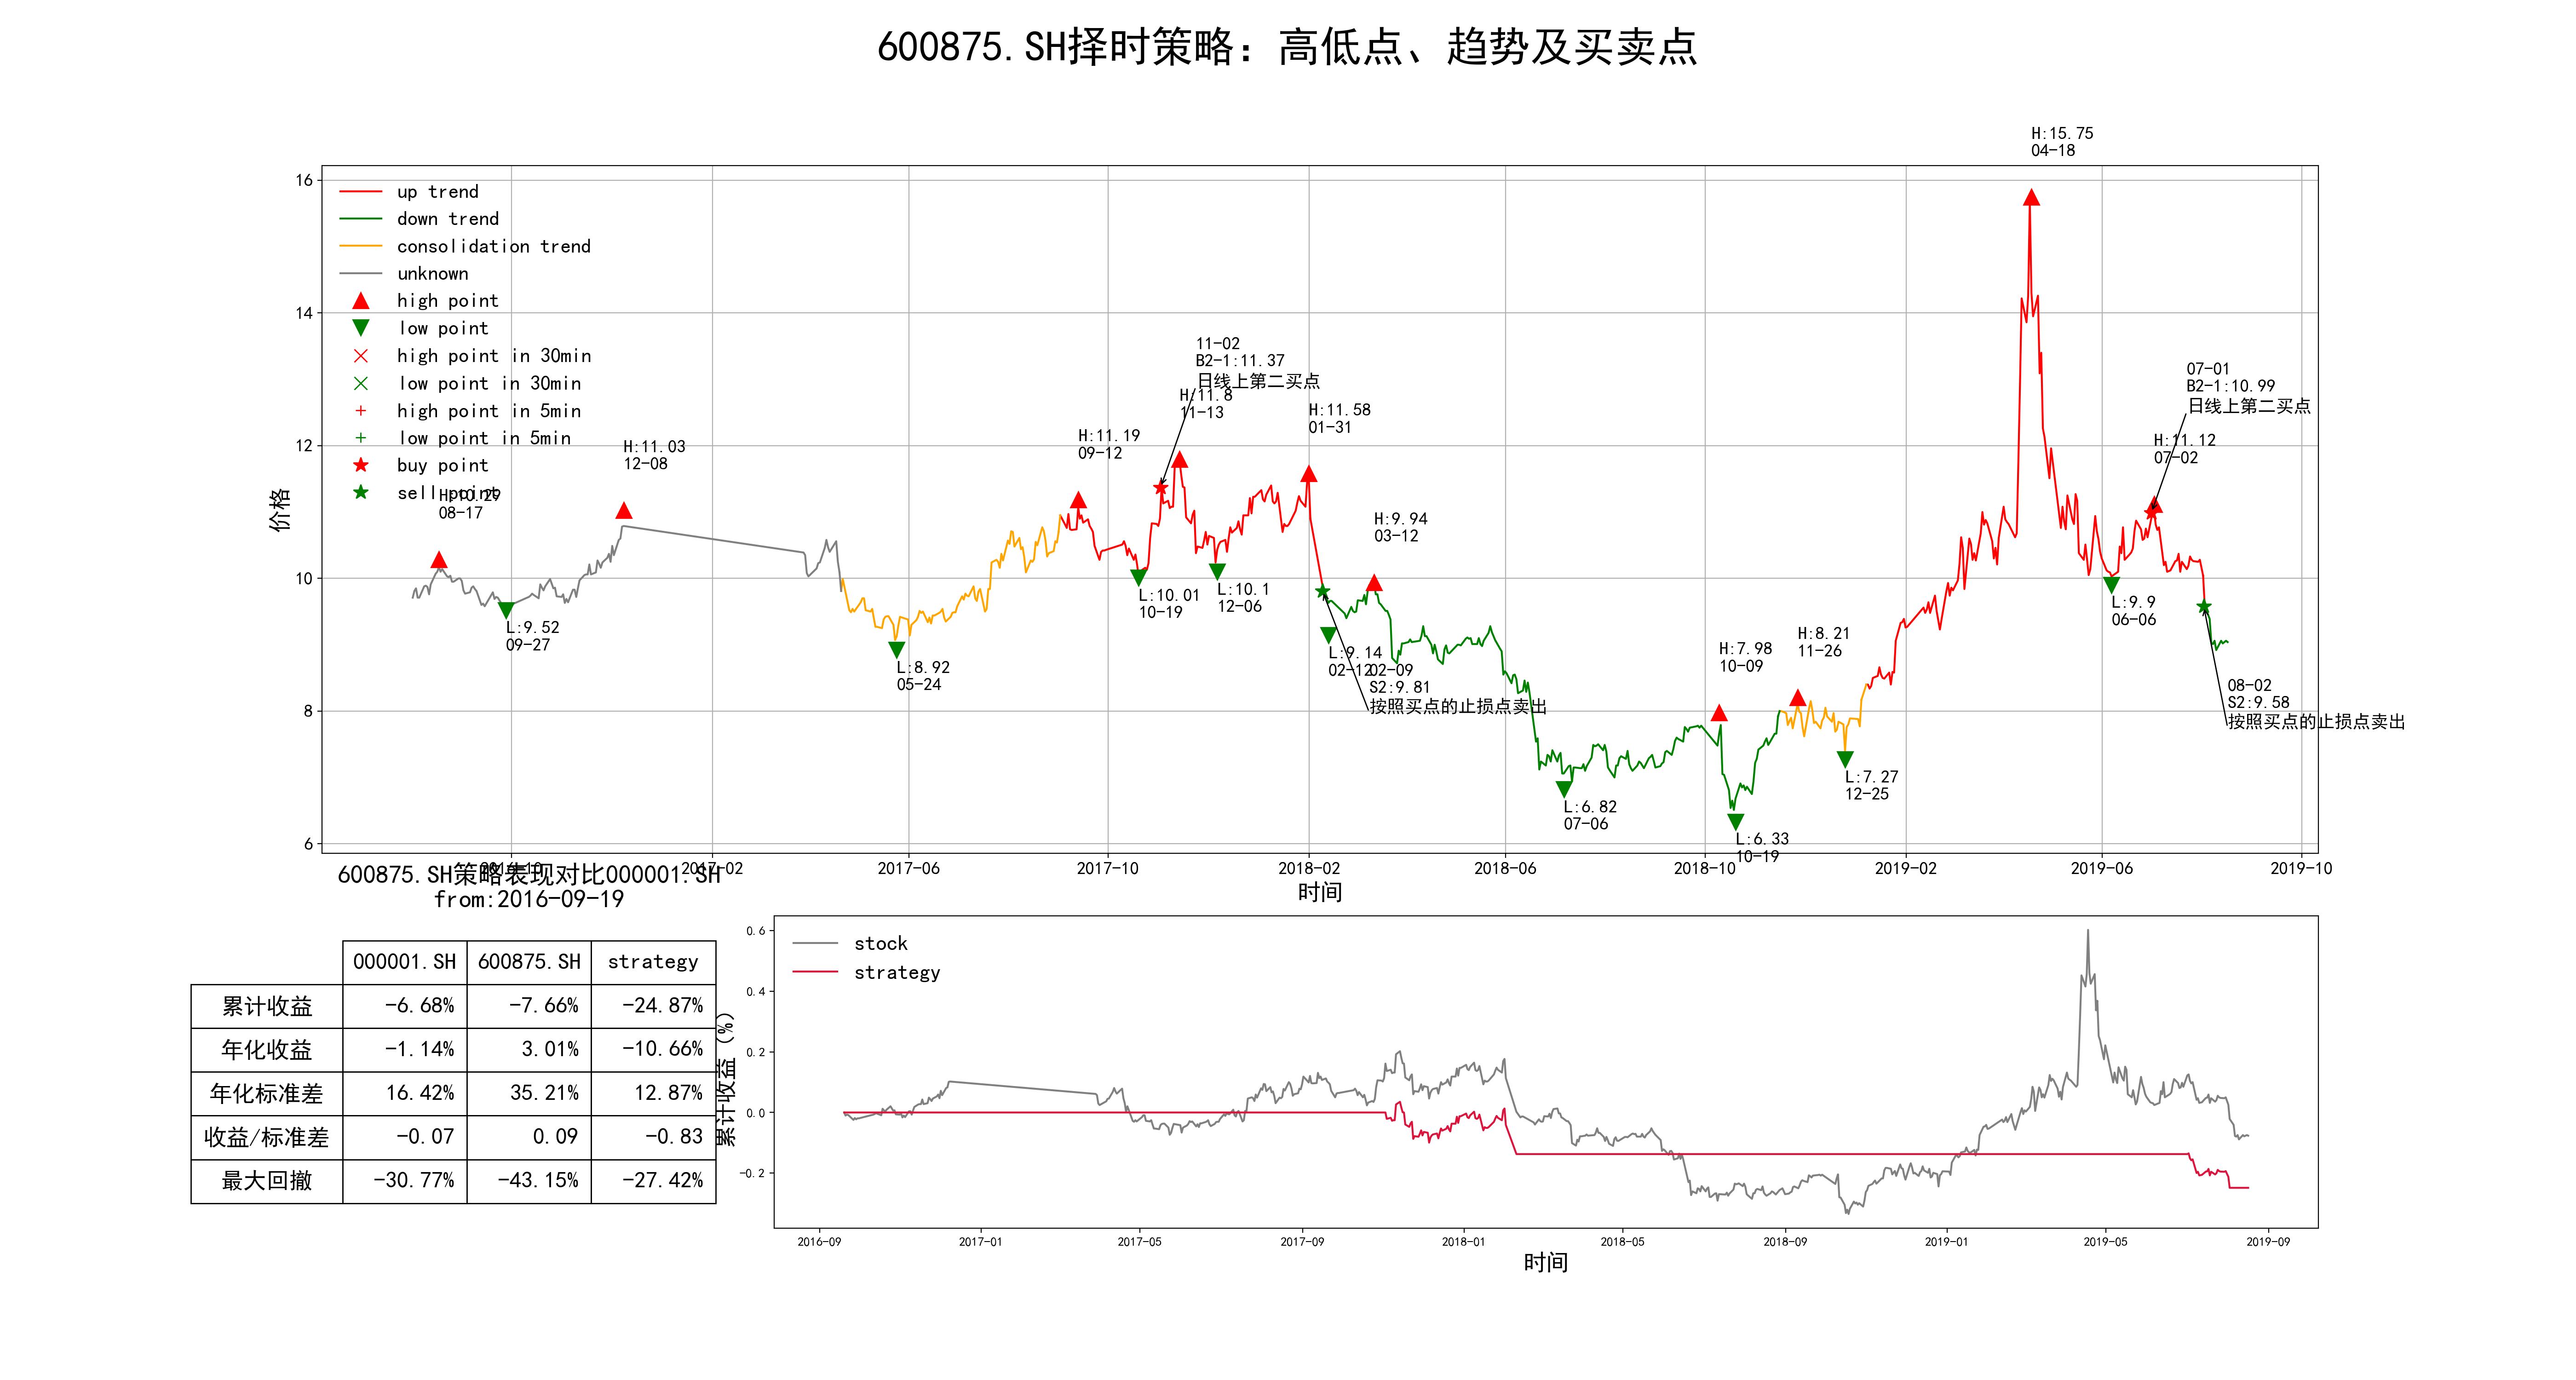 600875.SH择时策略：高低点、趋势及买卖点
H:15.75
04-18
16
14
12
10
8
6
价格
up trend
down trend
consolidation trend
unknown
high point
low point
high point in 30min
low point in 30min
high point in 5min
low point in 5min
buy point
sell point
H:10.29
08-17
L:9.52
09-27
H:11.03
12-08
L:8.92
05-24
H:11.19
09-12
L:10.01
10-19
11-02
B2-1:11.37
日线上第二买点
H:11.8
11-13
L:10.1
12-06
H:11.58
01-31
L:9.14
02-12
02-09
S2:9.81
按照买点的止损点卖出
H:9.94
03-12
L:6.82
07-06
H:7.98
10-09
L:6.33
10-19
H:8.21
11-26
L:7.27
12-25
L:9.9
06-06
07-01
B2-1:10.99
日线上第二买点
H:11.12
07-02
08-02
S2:9.58
按照买点的止损点卖出
2016-10
2017-02
2017-06
2017-10
2018-02
2018-06
2018-10
2019-02
2019-06
2019-10
时间
600875.SH策略表现对比000001.SH
from:2016-09-19
000001.SH 600875.SH strategy
累计收益 -6.68% -7.66% -24.87%
年化收益 -1.14% 3.01% -10.66%
年化标准差 16.42% 35.21% 12.87%
收益/标准差 -0.07 0.09 -0.83
最大回撤 -30.77% -43.15% -27.42%
累计收益（%）
0.6
0.4
0.2
0.0
-0.2
stock
strategy
2016-09
2017-01
2017-05
2017-09
2018-01
2018-05
2018-09
2019-01
2019-05
2019-09
时间